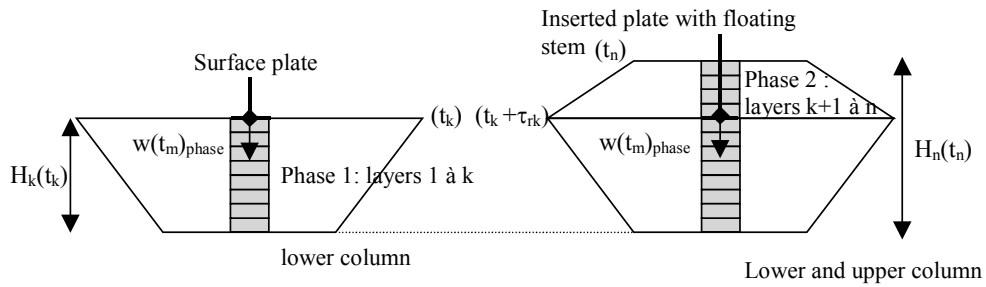 Surface plate
(tk)
w(tm)phase
Hk(tk)
Phase 1: layers 1 à k
lower column
Inserted plate with floating
stem (tn)
Phase 2 :
layers k+1 à n
(tk +τrk)
w(tm)phase
Hn(tn)
Lower and upper column